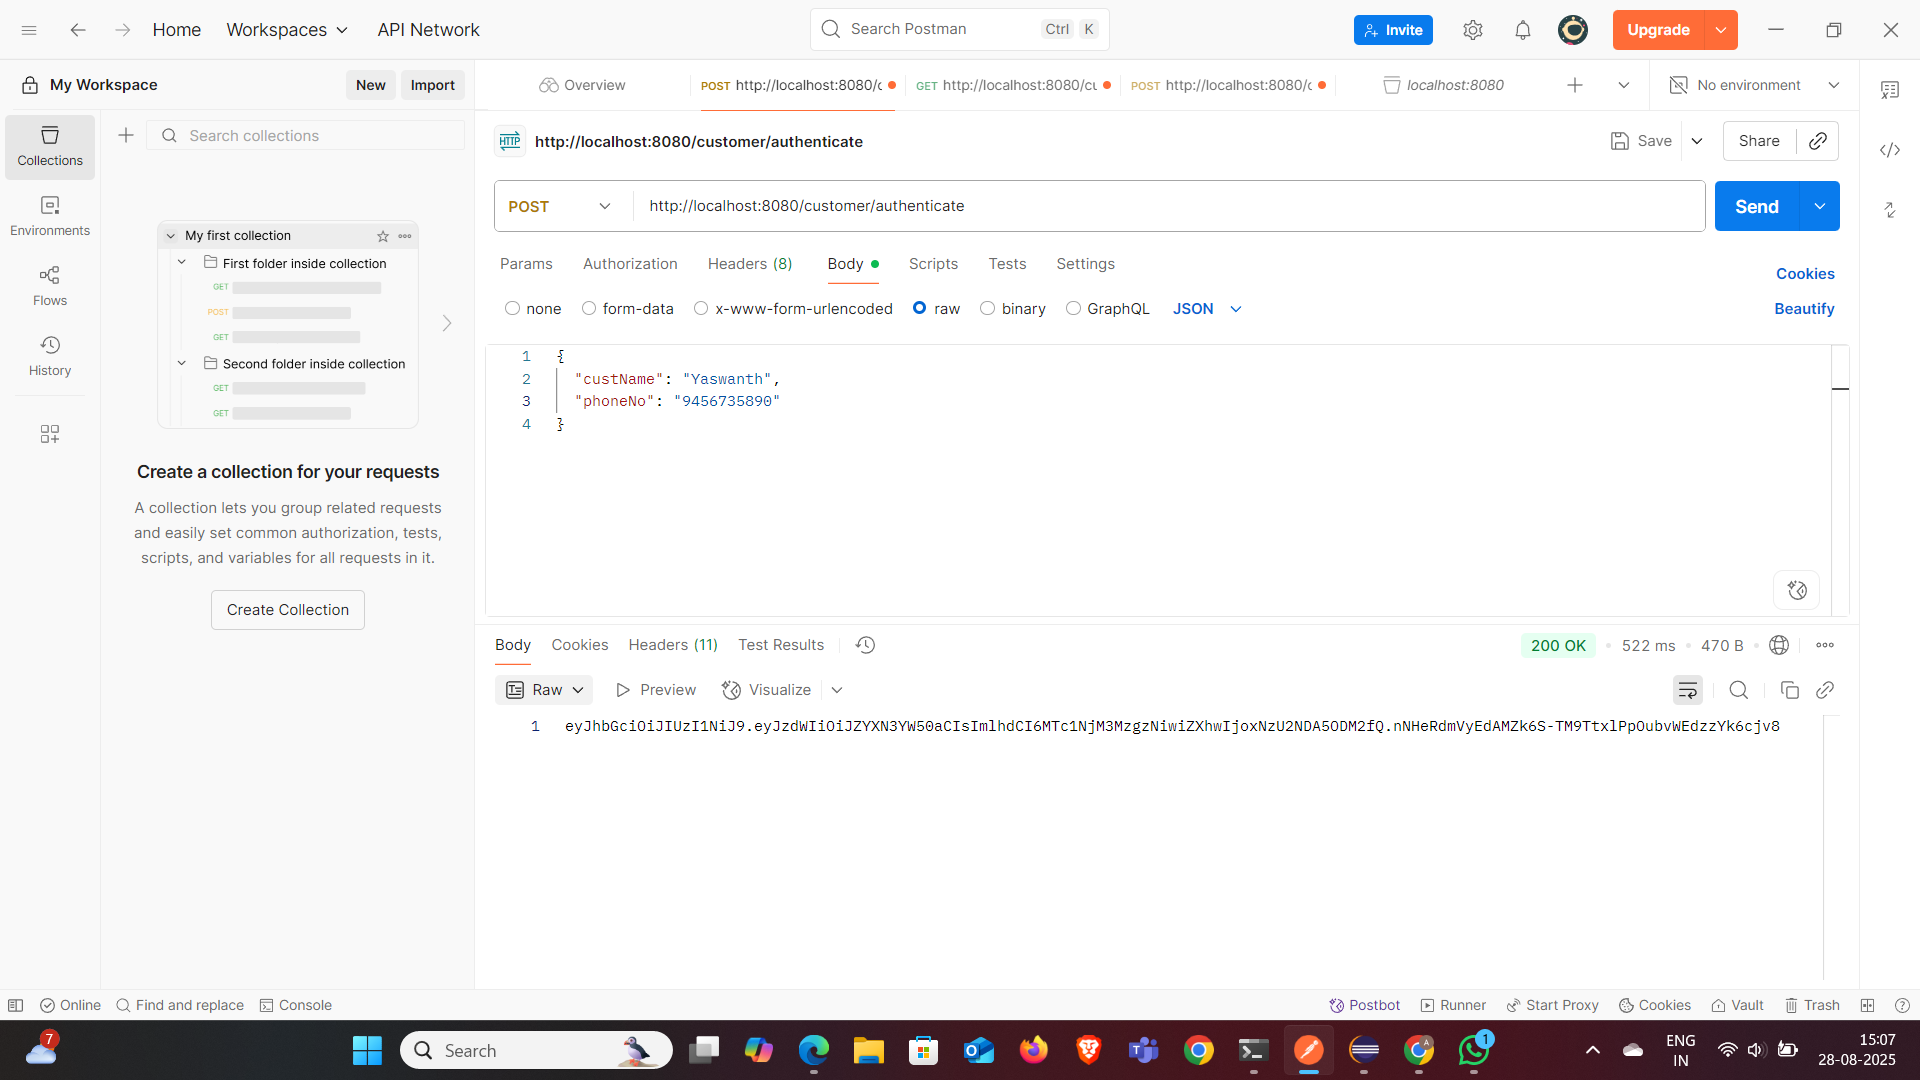 Home
Workspaces
API Network
Search Postman
Ctrl
K
Invite
Upgrade
My Workspace
New
Import
Overview
POST http://localhost:8080/c
GET http://localhost:8080/cu
POST http://localhost:8080/c
localhost:8080
No environment
Search collections
Collections
Environments
Flows
History
My first collection
First folder inside collection
GET
POST
GET
Second folder inside collection
GET
GET
Create a collection for your requests
A collection lets you group related requests
and easily set common authorization, tests,
scripts, and variables for all requests in it.
Create Collection
HTTP
http://localhost:8080/customer/authenticate
Save
Share
POST
http://localhost:8080/customer/authenticate
Send
Params
Authorization
Headers (8)
Body
Scripts
Tests
Settings
Cookies
none
form-data
x-www-form-urlencoded
raw
binary
GraphQL
JSON
Beautify
1 {
2 "custName": "Yaswanth",
3 "phoneNo": "9456735890"
4 }
Body
Cookies
Headers (11)
Test Results
200 OK
522 ms
470 B
Raw
Preview
Visualize
1 eyJhbGciOiJIUzI1NiJ9.eyJzdWIiOiJZYXN3YW50aCIsImlhdCI6MTc1NjM3MzgzNiwiZXhwIjoxNzU2NDA5ODM2fQ.nNHeRdmVyEdAMZk6S-TM9TtxlPpOubvWEdzzYk6cjv8
Online
Find and replace
Console
Postbot
Runner
Start Proxy
Cookies
Vault
Trash
7
Search
1
ENG
IN
15:07
28-08-2025